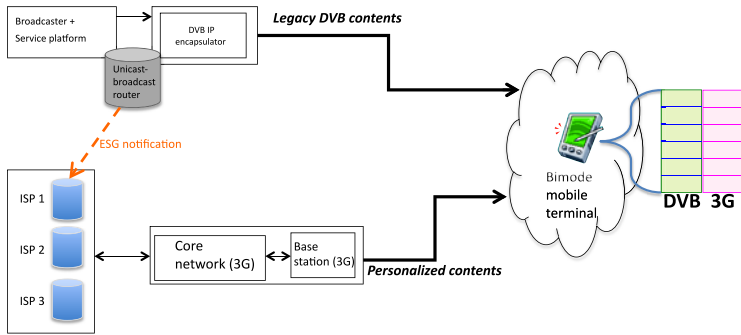 Broadcaster +
Service platform
DVB IP
encapsulator
Legacy DVB contents
Unicast-
broadcast
router
ESG notification
ISP 1
ISP 2
ISP 3
Core
network (3G)
Base
station (3G)
Personalized contents
Bimode
mobile
terminal
DVB 3G